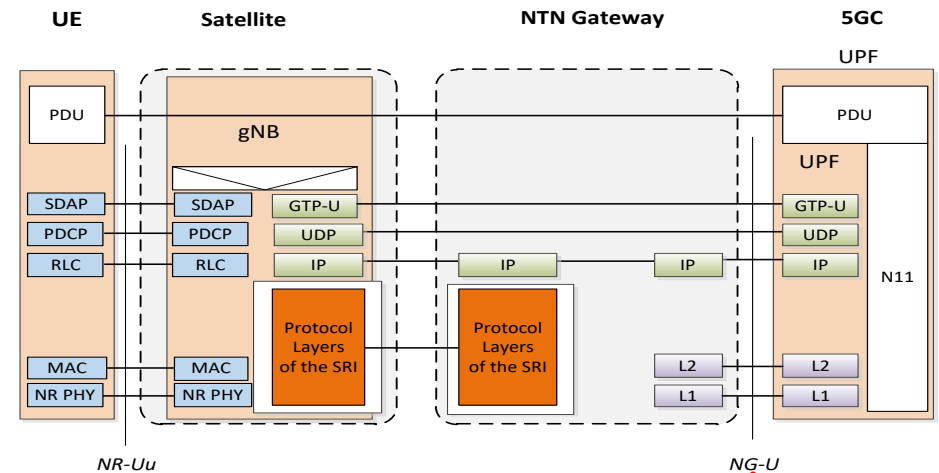 UE
Satellite
NTN Gateway
5GC
UPF
PDU
PDU
gNB
UPF
SDAP
SDAP
GTP-U
GTP-U
PDCP
PDCP
UDP
UDP
RLC
RLC
IP
IP
IP
IP
N11
Protocol
Layers
of the SRI
Protocol
Layers
of the SRI
MAC
MAC
L2
L2
NR PHY
NR PHY
L1
L1
NR-Uu
NG-U